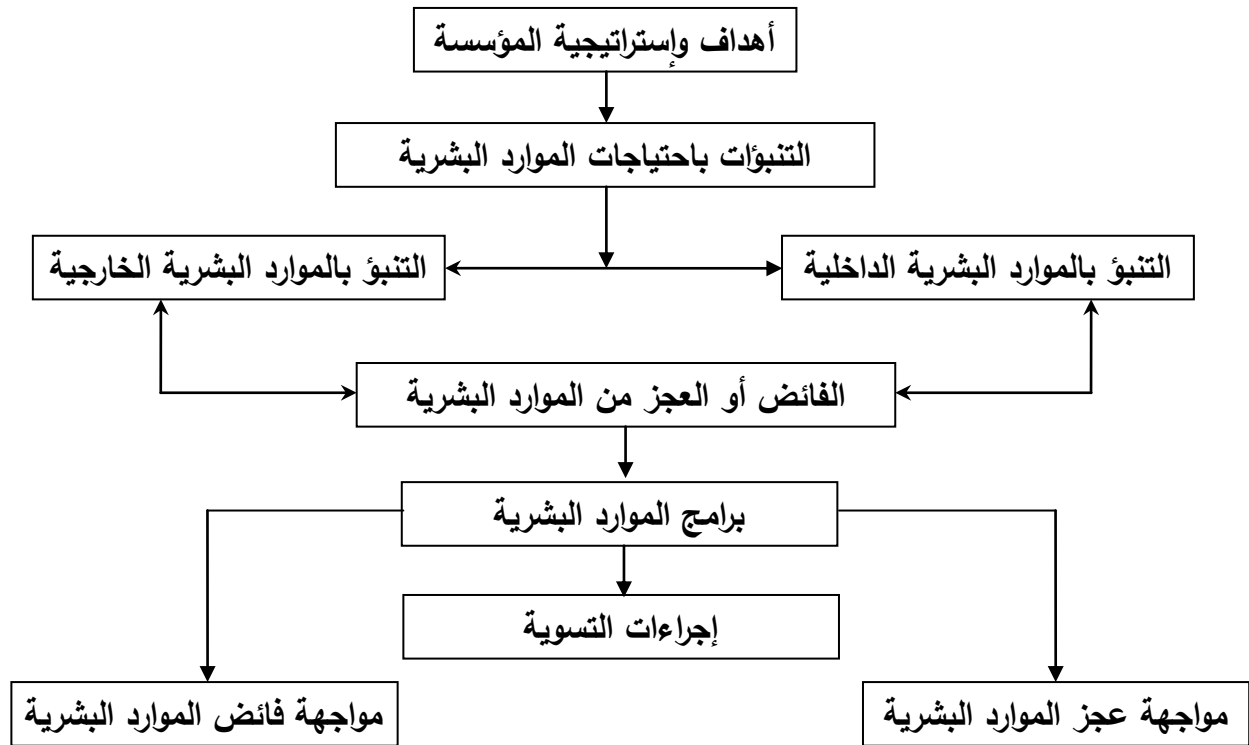 أهداف وإستراتيجية المؤسسة
التنبؤات باحتياجات الموارد البشرية
التنبؤ بالموارد البشرية الداخلية
التنبؤ بالموارد البشرية الخارجية
الفائض أو العجز من الموارد البشرية
برامج الموارد البشرية
إجراءات التسوية
مواجهة عجز الموارد البشرية
مواجهة فائض الموارد البشرية